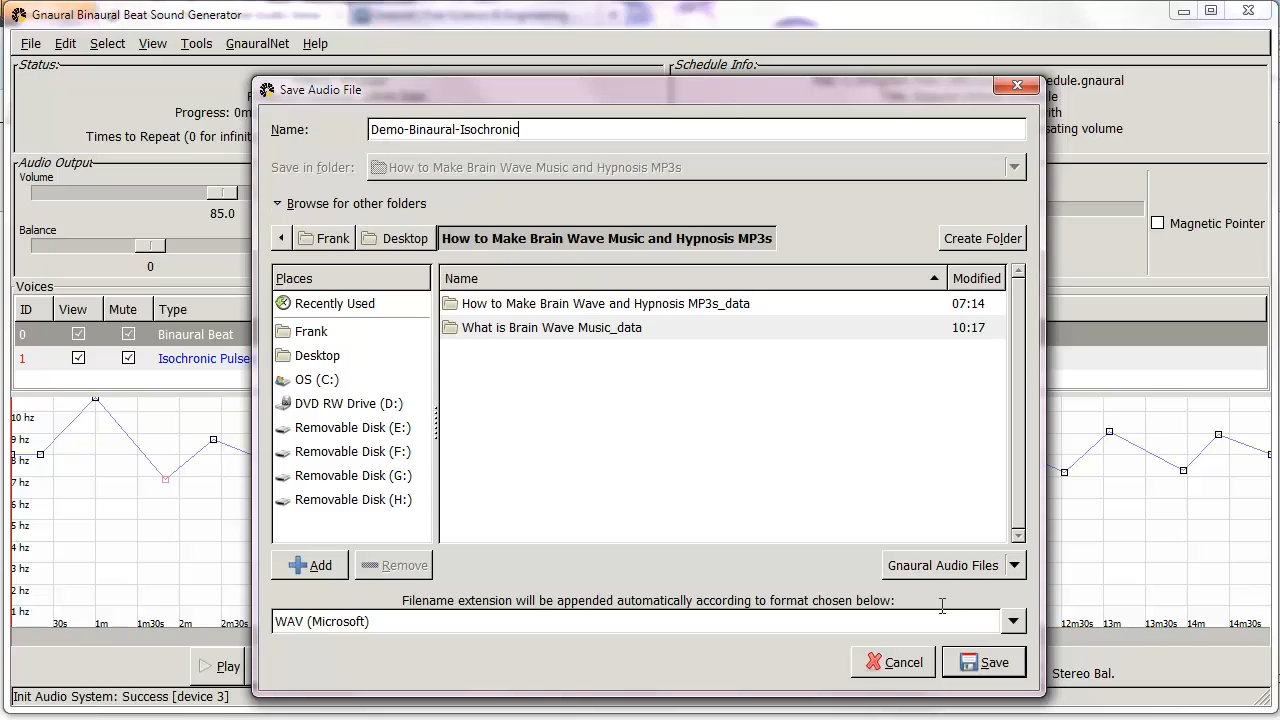 Gnaural Binaural Beat Sound Generator
File Edit Select View Tools GnauralNet Help
Status:
Schedule Info:
Progress: 0m
Times to Repeat (0 for infinit
edule.gnaural
le
with
ating volume
Audio Output
Volume
85.0
Balance
0
Magnetic Pointer
Voices
ID View Mute Type
0 Binaural Beat
1 Isochronic Pulse
Save Audio File
Name: Demo-Binaural-Isochronic
Save in folder: How to Make Brain Wave Music and Hypnosis MP3s
Browse for other folders
Frank Desktop How to Make Brain Wave Music and Hypnosis MP3s Create Folder
Places
Recently Used
Frank
Desktop
OS (C:)
DVD RW Drive (D:)
Removable Disk (E:)
Removable Disk (F:)
Removable Disk (G:)
Removable Disk (H:)
Name Modified
How to Make Brain Wave and Hypnosis MP3s_data 07:14
What is Brain Wave Music_data 10:17
Add Remove Gnaural Audio Files
Filename extension will be appended automatically according to format chosen below:
WAV (Microsoft)
Cancel Save
10 hz
9 hz
8 hz
7 hz
6 hz
5 hz
4 hz
3 hz
2 hz
1 hz
30s 1m 1m30s 2m 2m30s 12m30s 13m 13m30s 14m
Play
Stereo Bal.
Init Audio System: Success [device 3]